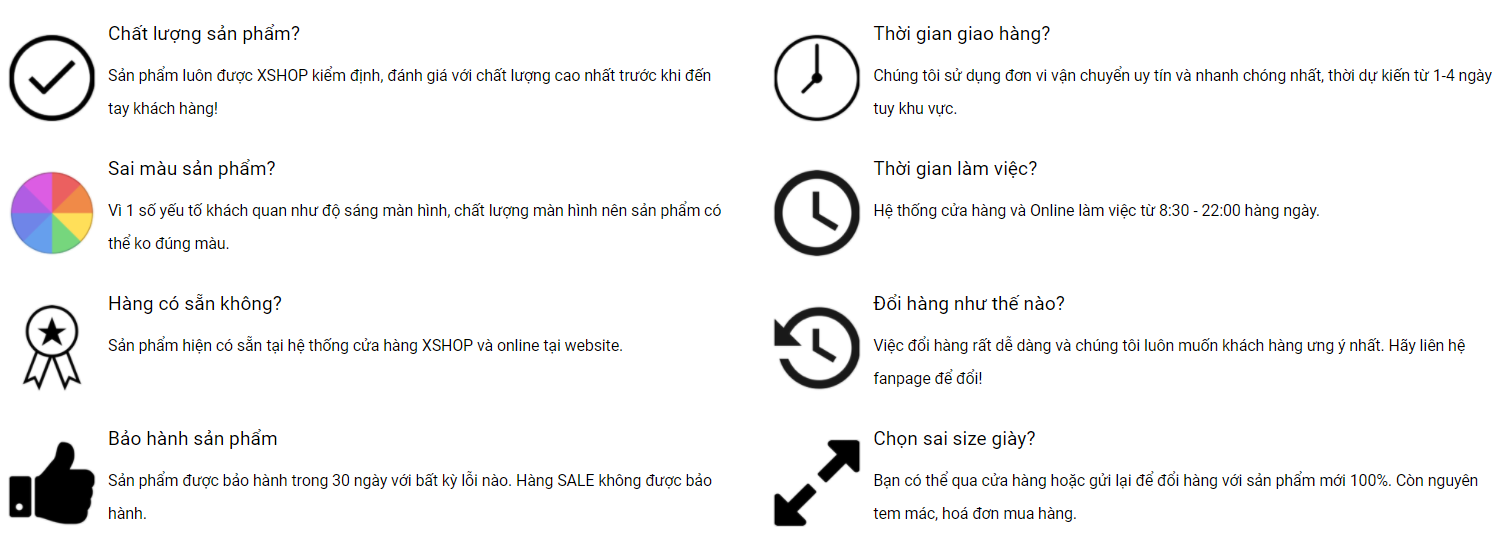 Chất lượng sản phẩm?
Sản phẩm luôn được XSHOP kiểm định, đánh giá với chất lượng cao nhất trước khi đến
tay khách hàng!
Sai màu sản phẩm?
Vì 1 số yếu tố khách quan như độ sáng màn hình, chất lượng màn hình nên sản phẩm có
thể ko đúng màu.
Hàng có sẵn không?
Sản phẩm hiện có sẵn tại hệ thống cửa hàng XSHOP và online tại website.
Bảo hành sản phẩm
Sản phẩm được bảo hành trong 30 ngày với bất kỳ lỗi nào. Hàng SALE không được bảo
hành.
Thời gian giao hàng?
Chúng tôi sử dụng đơn vi vận chuyển uy tín và nhanh chóng nhất, thời dự kiến từ 1-4 ngày
tuy khu vực.
Thời gian làm việc?
Hệ thống cửa hàng và Online làm việc từ 8:30 - 22:00 hàng ngày.
Đổi hàng như thế nào?
Việc đổi hàng rất dễ dàng và chúng tôi luôn muốn khách hàng ưng ý nhất. Hãy liên hệ
fanpage để đổi!
Chọn sai size giày?
Bạn có thể qua cửa hàng hoặc gửi lại để đổi hàng với sản phẩm mới 100%. Còn nguyên
tem mác, hoá đơn mua hàng.